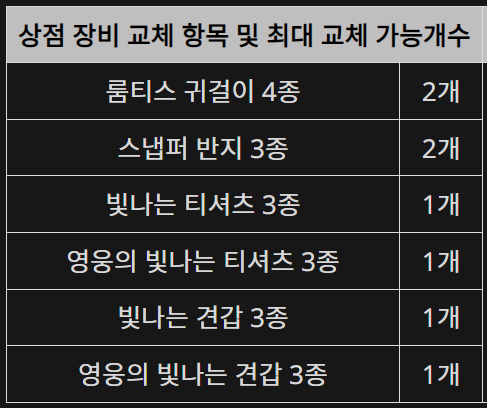 상점 장비 교체 항목 및 최대 교체 가능개수
룸티스 귀걸이 4종 2개
스냅퍼 반지 3종 2개
빛나는 티셔츠 3종 1개
영웅의 빛나는 티셔츠 3종 1개
빛나는 견갑 3종 1개
영웅의 빛나는 견갑 3종 1개